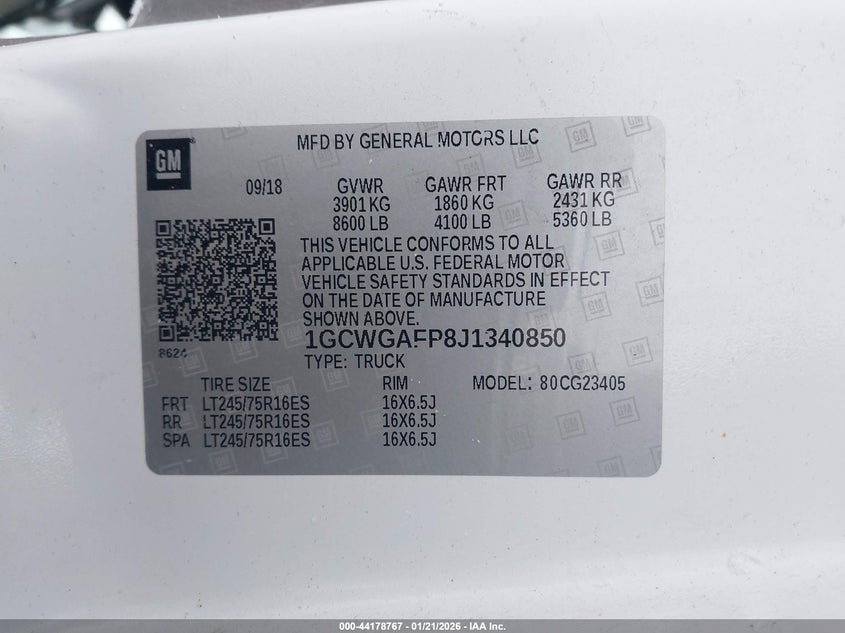 GM
MFD BY GENERAL MOTORS LLC
09/18
GVWR GAWR FRT GAWR RR
3901 KG 1860 KG 2431 KG
8600 LB 4100 LB 5360 LB
THIS VEHICLE CONFORMS TO ALL
APPLICABLE U.S. FEDERAL MOTOR
VEHICLE SAFETY STANDARDS IN EFFECT
ON THE DATE OF MANUFACTURE
SHOWN ABOVE.
8624
1GCWGAFP8J1340850
TYPE: TRUCK
TIRE SIZE RIM MODEL: 80CG23405
FRT LT245/75R16ES 16X6.5J
RR LT245/75R16ES 16X6.5J
SPA LT245/75R16ES 16X6.5J
000-44178767 - 01/21/2026 - IAA Inc.